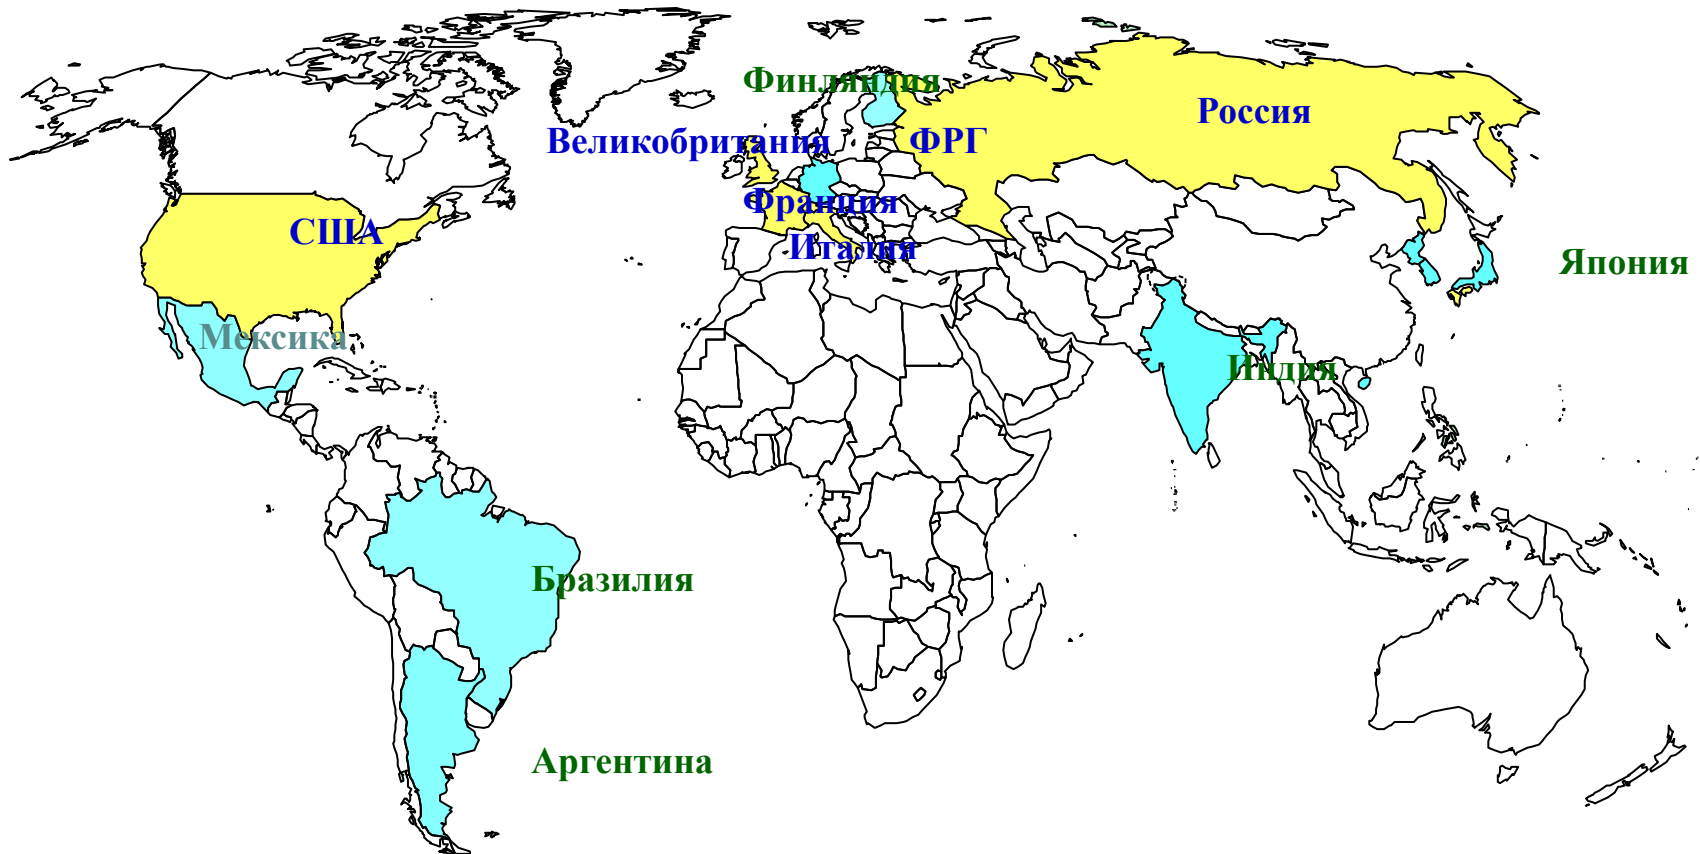 Финляндия
Россия
Великобритания
ФРГ
Франция
США
Италия
Япония
Мексика
Индия
Бразилия
Аргентина